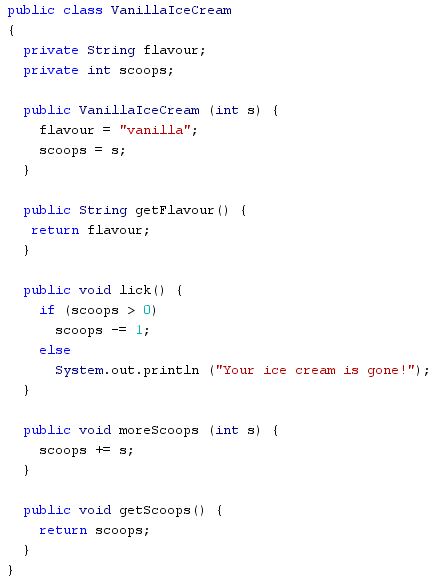 public class VanillaIceCream
{
  private String flavour;
  private int scoops;

  public VanillaIceCream (int s) {
    flavour = "vanilla";
    scoops = s;
  }

  public String getFlavour() {
   return flavour;
  }

  public void lick() {
    if (scoops > 0)
      scoops -= 1;
    else
      System.out.println ("Your ice cream is gone!");
  }

  public void moreScoops (int s) {
    scoops += s;
  }

  public void getScoops() {
    return scoops;
  }
}